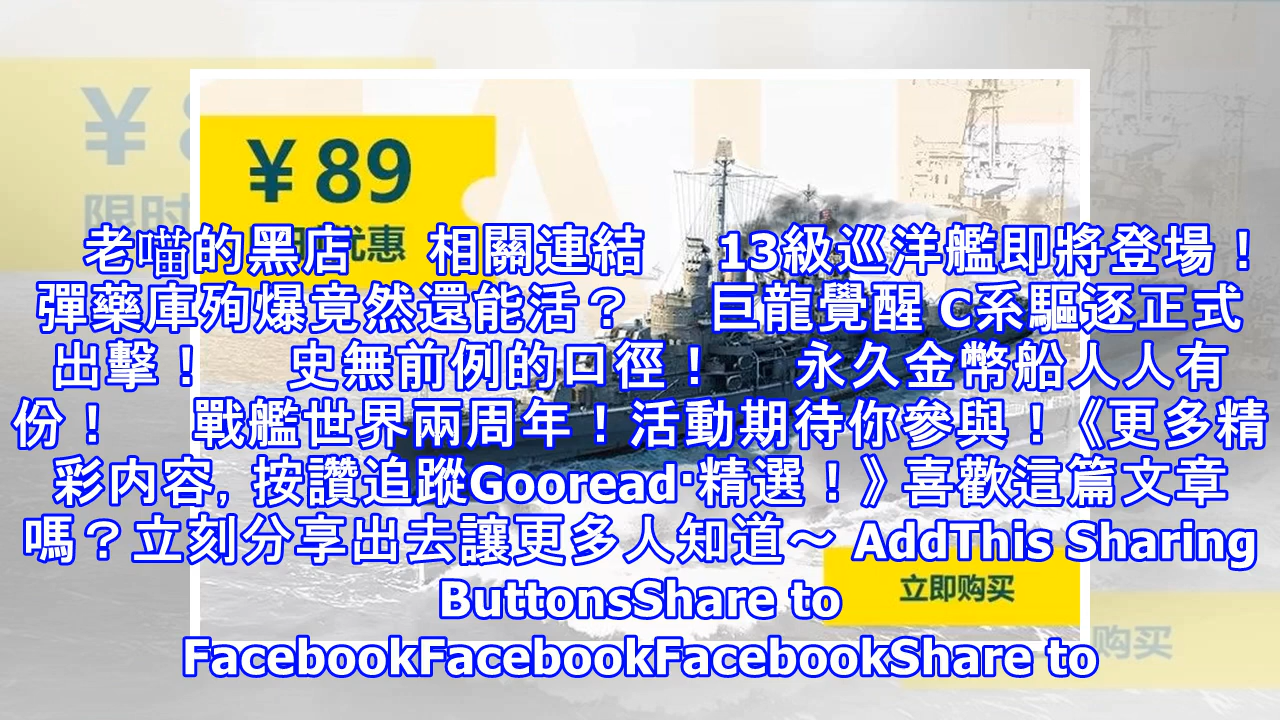 ¥89
老喵的黑店 相關連結 13級巡洋艦即將登場！
彈藥庫殉爆竟然還能活？ 巨龍覺醒 C系驅逐正式
出擊！ 史無前例的口徑！ 永久金幣船人人有
份！ 戰艦世界兩周年！活動期待你參與！《更多精
彩内容, 按讚追蹤Gooread·精選！》喜歡這篇文章
嗎？立刻分享出去讓更多人知道～ AddThis Sharing
ButtonsShare to
FacebookFacebookFacebookShare to
立即购买
购买